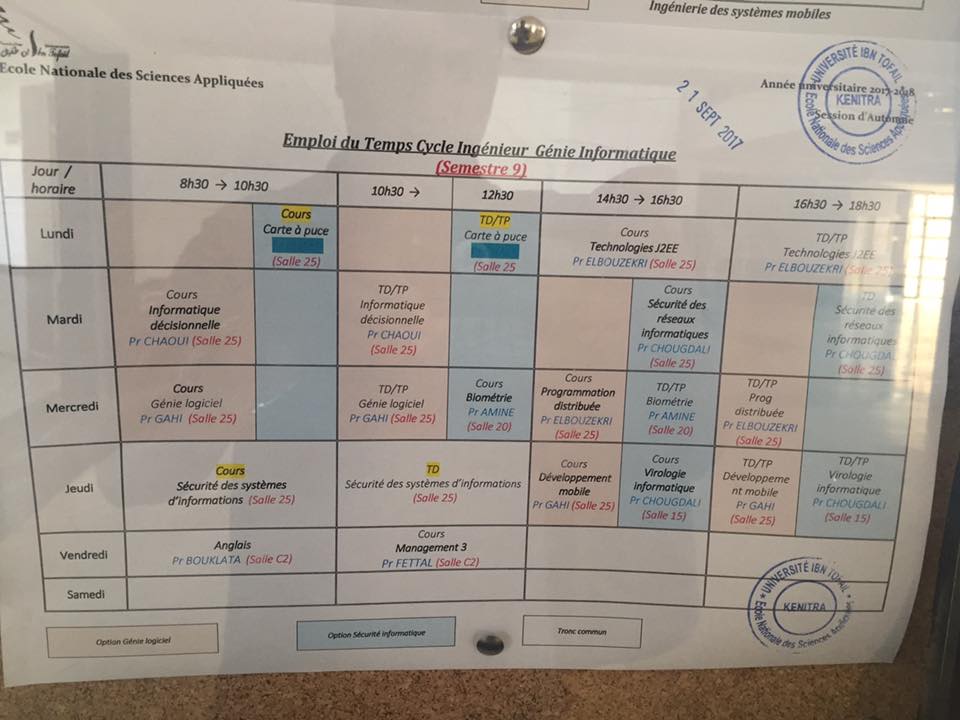 Ingénierie des systèmes mobiles
Ecole Nationale des Sciences Appliquées
21 SEPT 2017
Année universitaire 2017-2018
Session d'Automne
UNIVERSITÉ IBN TOFAIL
KENITRA
Ecole Nationale des Sciences
Emploi du Temps Cycle Ingénieur Génie Informatique
(Semestre 9)
Jour / horaire
8h30 → 10h30
10h30 →
12h30
14h30 → 16h30
16h30 → 18h30
Lundi
Cours
Carte à puce
(Salle 25)
TD/TP
Carte à puce
(Salle 25
Cours
Technologies J2EE
Pr ELBOUZEKRI (Salle 25)
TD/TP
Technologies J2EE
Pr ELBOUZEKRI (Salle 25)
Mardi
Cours
Informatique
décisionnelle
Pr CHAOUI (Salle 25)
TD/TP
Informatique
décisionnelle
Pr CHAOUI
(Salle 25)
Cours
Sécurité des
réseaux
informatiques
Pr CHOUGDALI
(Salle 25)
TD
Sécurité des
réseaux
informatiques
Pr CHOUGDALI
(Salle 25)
Mercredi
Cours
Génie logiciel
Pr GAHI (Salle 25)
TD/TP
Génie logiciel
Pr GAHI (Salle 25)
Cours
Biométrie
Pr AMINE
(Salle 20)
Cours
Programmation
distribuée
Pr ELBOUZEKRI
(Salle 25)
TD/TP
Biométrie
Pr AMINE
(Salle 20)
TD/TP
Prog
distribuée
Pr ELBOUZEKRI
(Salle 25)
Jeudi
Cours
Sécurité des systèmes
d'informations (Salle 25)
TD
Sécurité des systèmes d'informations
(Salle 25)
Cours
Développement
mobile
Pr GAHI (Salle 25)
Cours
Virologie
informatique
Pr CHOUGDALI
(Salle 15)
TD/TP
Développeme
nt mobile
Pr GAHI
(Salle 25)
TD/TP
Virologie
informatique
Pr CHOUGDALI
(Salle 15)
Vendredi
Anglais
Pr BOUKLATA (Salle C2)
Cours
Management 3
Pr FETTAL (Salle C2)
Samedi
Option Génie logiciel
Option Sécurité informatique
Tronc commun
UNIVERSITÉ IBN TOFAIL
KENITRA
Ecole Nationale des Sciences